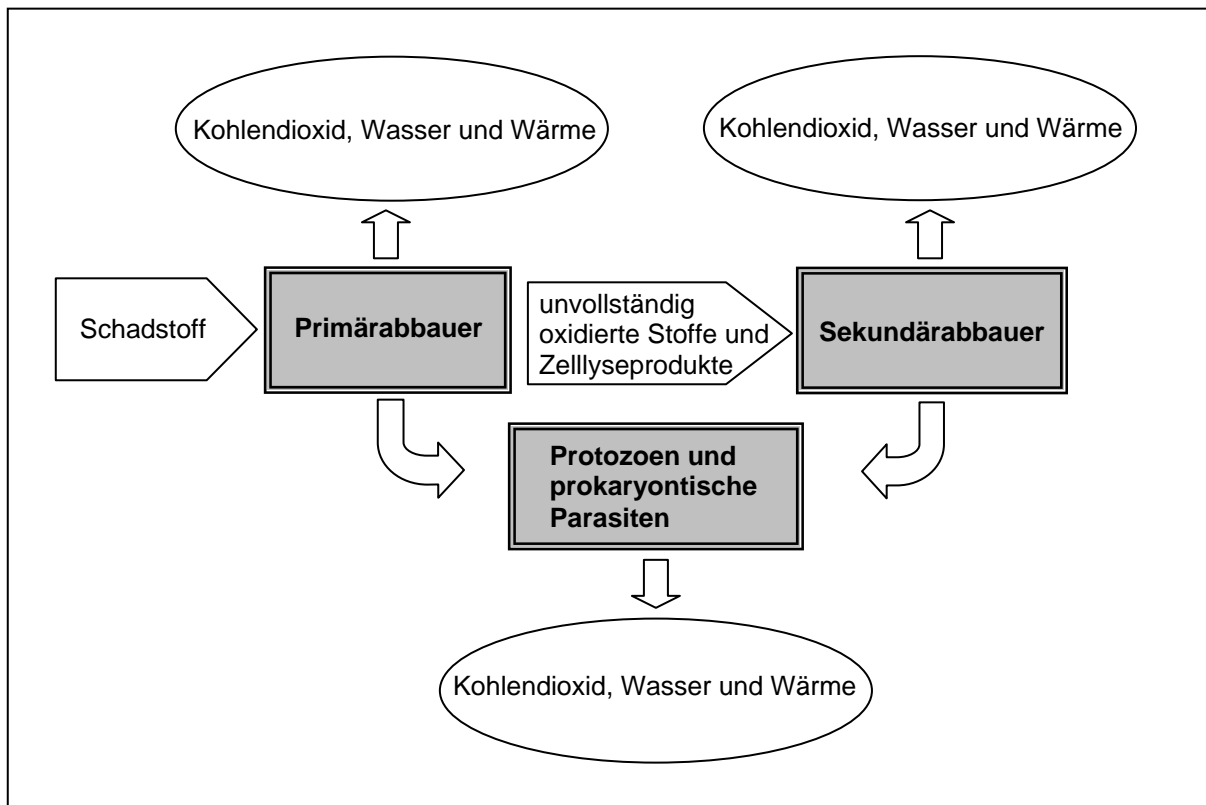 Kohlendioxid, Wasser und Wärme
Kohlendioxid, Wasser und Wärme
Schadstoff
Primärabbauer
unvollständig
oxidierte Stoffe und
Zelllyseprodukte
Sekundärabbauer
Protozoen und
prokaryontische
Parasiten
Kohlendioxid, Wasser und Wärme